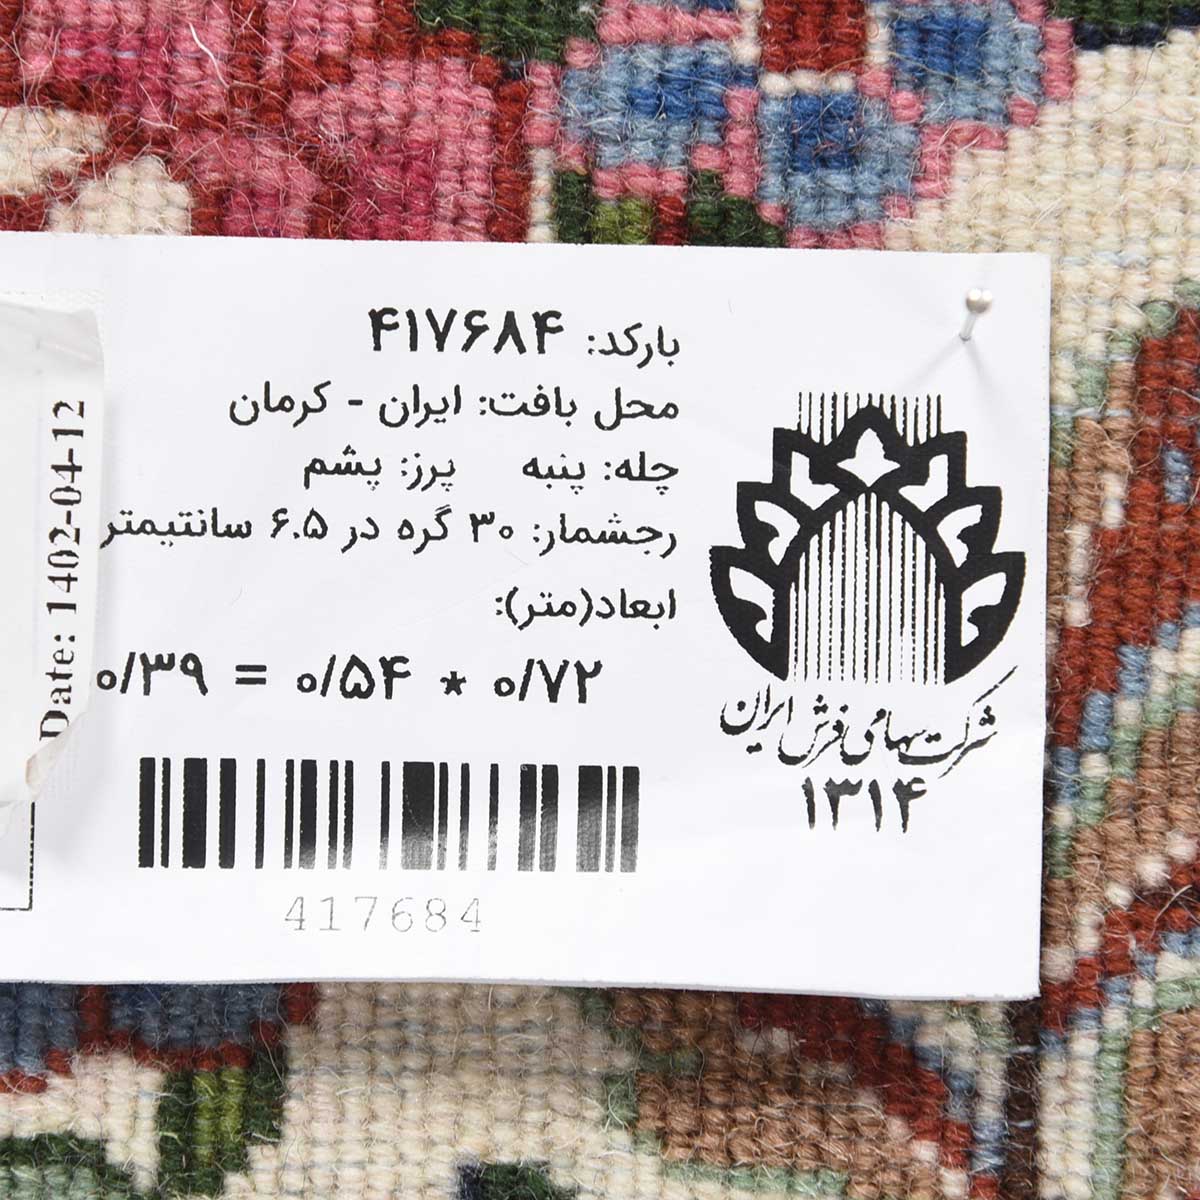 بارکد: ۴۱۷۶۸۴
محل بافت: ایران - کرمان
چله: پنبه پرز: پشم
رجشمار: ۳۰ گره در ۶.۵ سانتیمتر
ابعاد(متر):
۰/۷۲ * ۰/۵۴ = ۰/۳۹
417684
شرکت سهامی فرش ایران
۱۳۱۴
Date: 1402-04-12